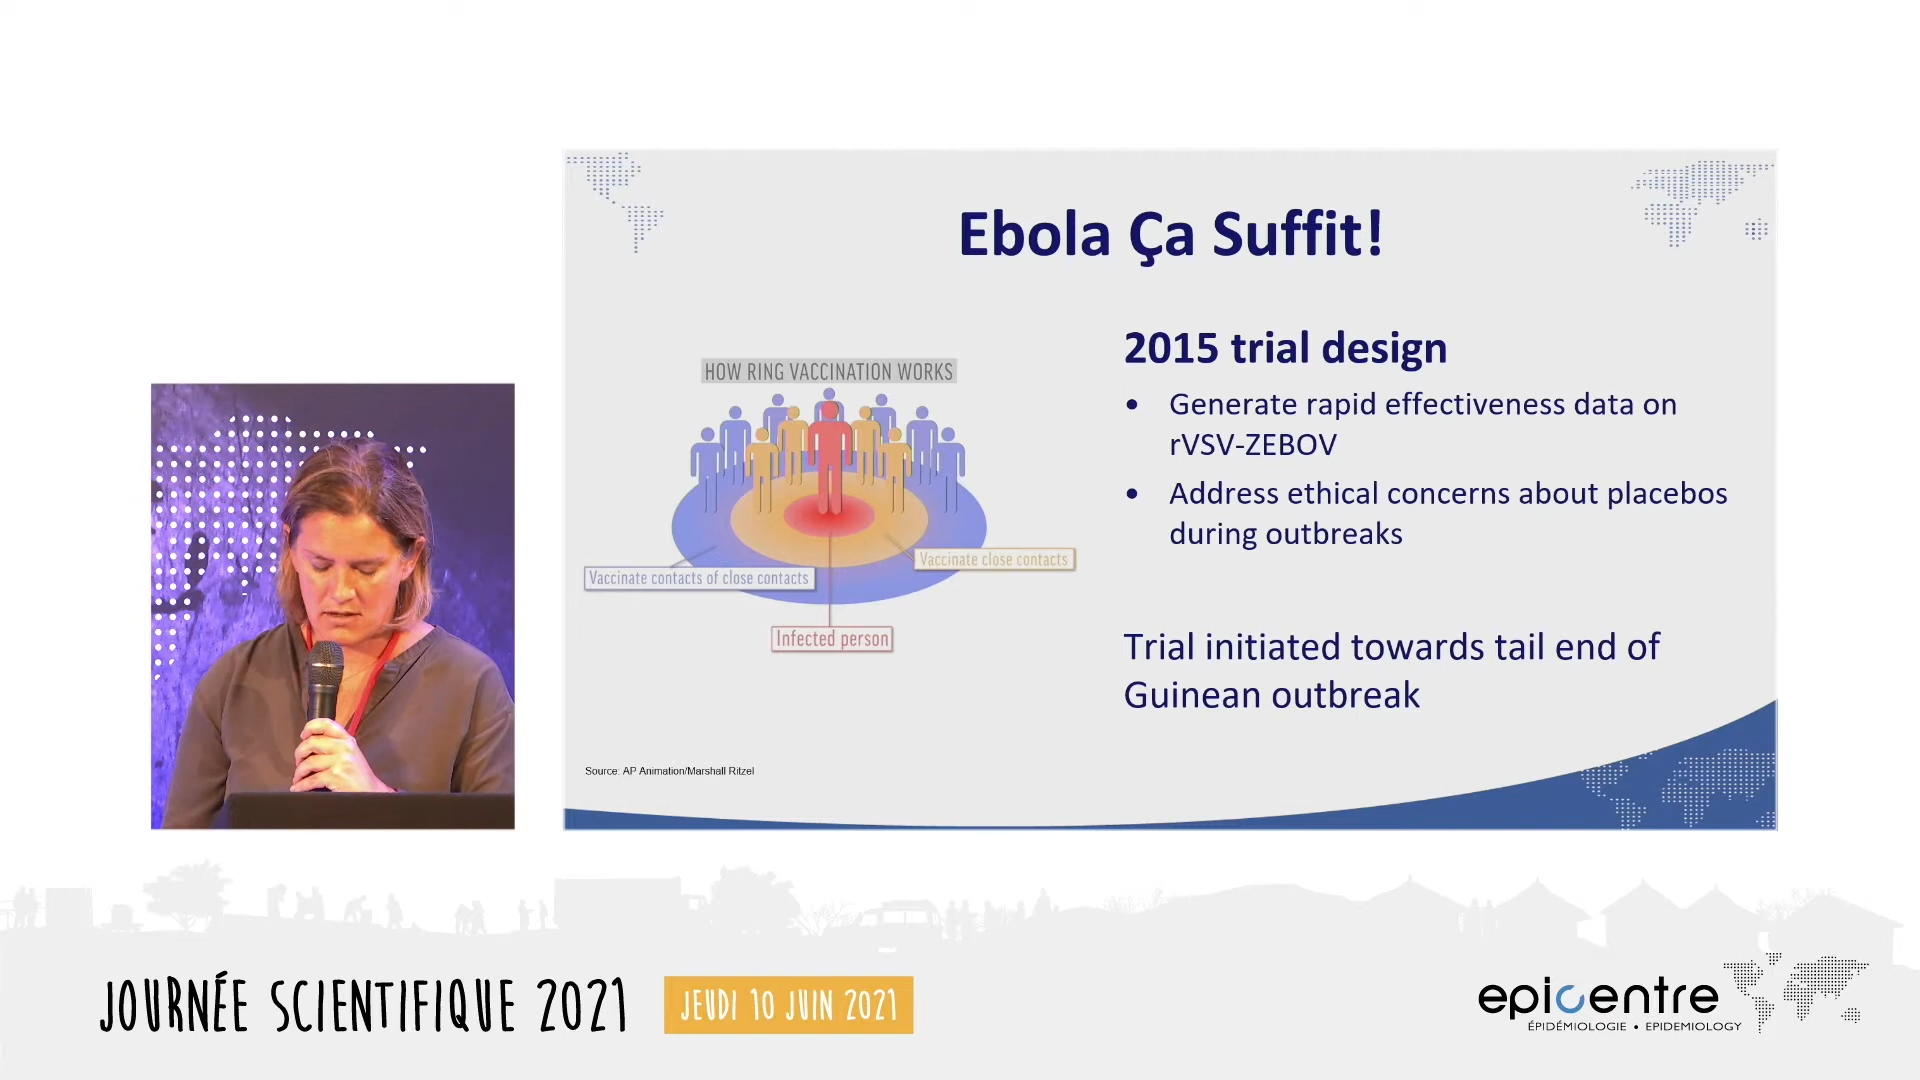 Ebola Ça Suffit!
HOW RING VACCINATION WORKS
Vaccinate close contacts
Vaccinate contacts of close contacts
Infected person
Source: AP Animation/Marshall Ritzel
2015 trial design
• Generate rapid effectiveness data on
rVSV-ZEBOV
• Address ethical concerns about placebos
during outbreaks
Trial initiated towards tail end of
Guinean outbreak
JOURNÉE SCIENTIFIQUE 2021
JEUDI 10 JUIN 2021
epicentre
ÉPIDÉMIOLOGIE • EPIDEMIOLOGY